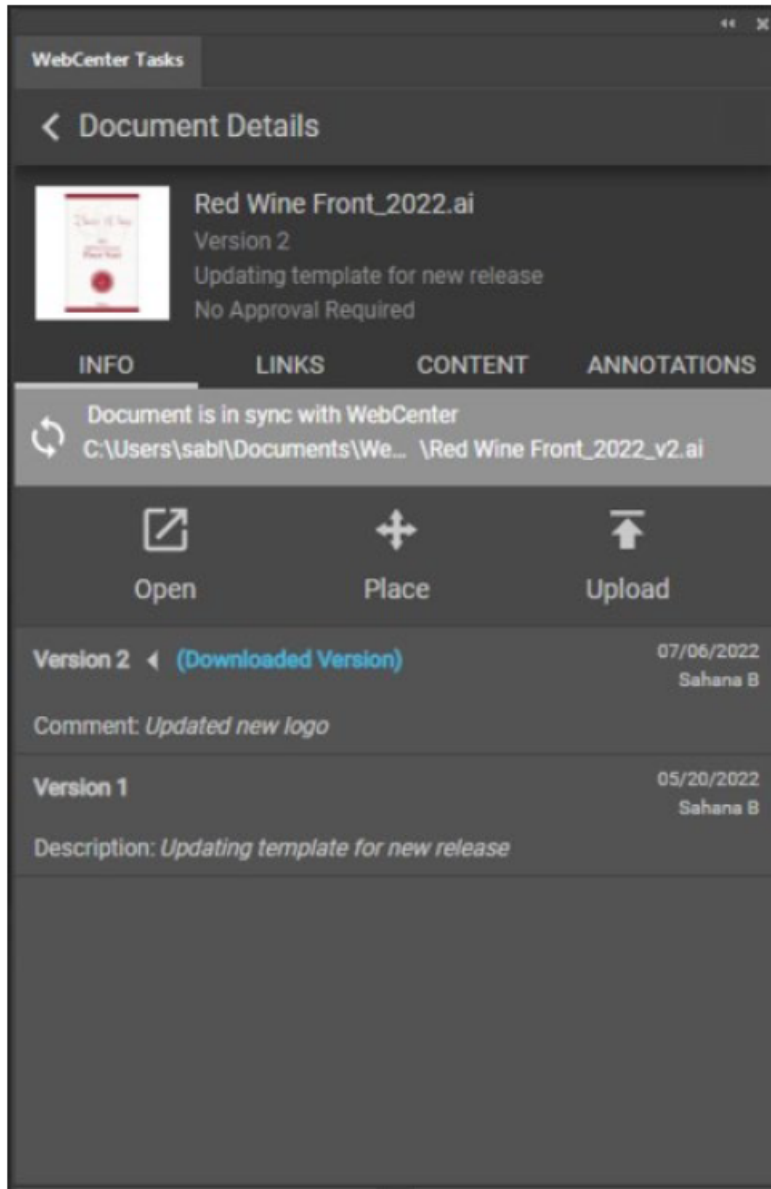 WebCenter Tasks
Document Details
Red Wine Front_2022.ai
Version 2
Updating template for new release
No Approval Required
INFO LINKS CONTENT ANNOTATIONS
Document is in sync with WebCenter
C:\Users\sabl\Documents\We... \Red Wine Front_2022_v2.ai
Open Place Upload
Version 2 (Downloaded Version) 07/06/2022
Sahana B
Comment: Updated new logo
Version 1 05/20/2022
Sahana B
Description: Updating template for new release